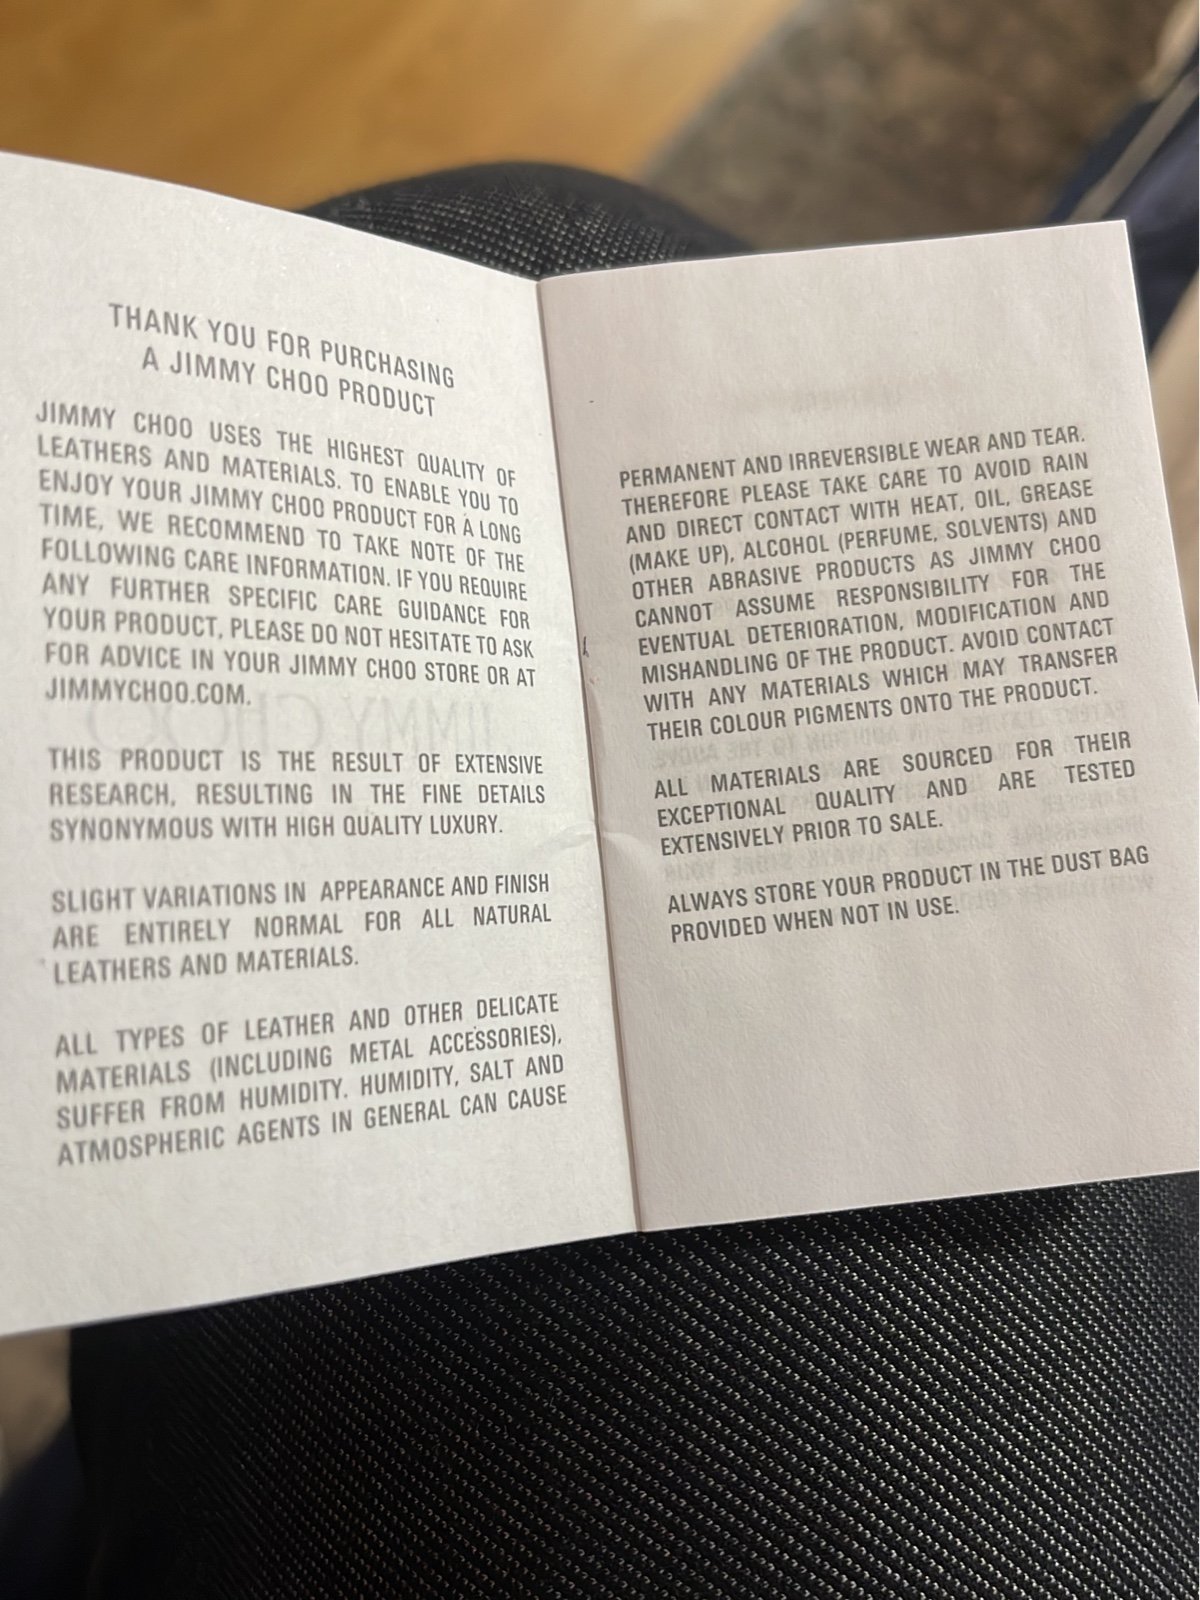 THANK YOU FOR PURCHASING
A JIMMY CHOO PRODUCT
JIMMY CHOO USES THE HIGHEST QUALITY OF
LEATHERS AND MATERIALS. TO ENABLE YOU TO
ENJOY YOUR JIMMY CHOO PRODUCT FOR A LONG
TIME, WE RECOMMEND TO TAKE NOTE OF THE
FOLLOWING CARE INFORMATION. IF YOU REQUIRE
ANY FURTHER SPECIFIC CARE GUIDANCE FOR
YOUR PRODUCT, PLEASE DO NOT HESITATE TO ASK
FOR ADVICE IN YOUR JIMMY CHOO STORE OR AT
JIMMYCHOO.COM.
THIS PRODUCT IS THE RESULT OF EXTENSIVE
RESEARCH, RESULTING IN THE FINE DETAILS
SYNONYMOUS WITH HIGH QUALITY LUXURY.
SLIGHT VARIATIONS IN APPEARANCE AND FINISH
ARE ENTIRELY NORMAL FOR ALL NATURAL
LEATHERS AND MATERIALS.
ALL TYPES OF LEATHER AND OTHER DELICATE
MATERIALS (INCLUDING METAL ACCESSORIES),
SUFFER FROM HUMIDITY. HUMIDITY, SALT AND
ATMOSPHERIC AGENTS IN GENERAL CAN CAUSE
PERMANENT AND IRREVERSIBLE WEAR AND TEAR.
THEREFORE PLEASE TAKE CARE TO AVOID RAIN
AND DIRECT CONTACT WITH HEAT, OIL, GREASE
(MAKE UP), ALCOHOL (PERFUME, SOLVENTS) AND
OTHER ABRASIVE PRODUCTS AS JIMMY CHOO
CANNOT ASSUME RESPONSIBILITY FOR THE
EVENTUAL DETERIORATION, MODIFICATION AND
MISHANDLING OF THE PRODUCT. AVOID CONTACT
WITH ANY MATERIALS WHICH MAY TRANSFER
THEIR COLOUR PIGMENTS ONTO THE PRODUCT.
ALL MATERIALS ARE SOURCED FOR THEIR
EXCEPTIONAL QUALITY AND ARE TESTED
EXTENSIVELY PRIOR TO SALE.
ALWAYS STORE YOUR PRODUCT IN THE DUST BAG
PROVIDED WHEN NOT IN USE.